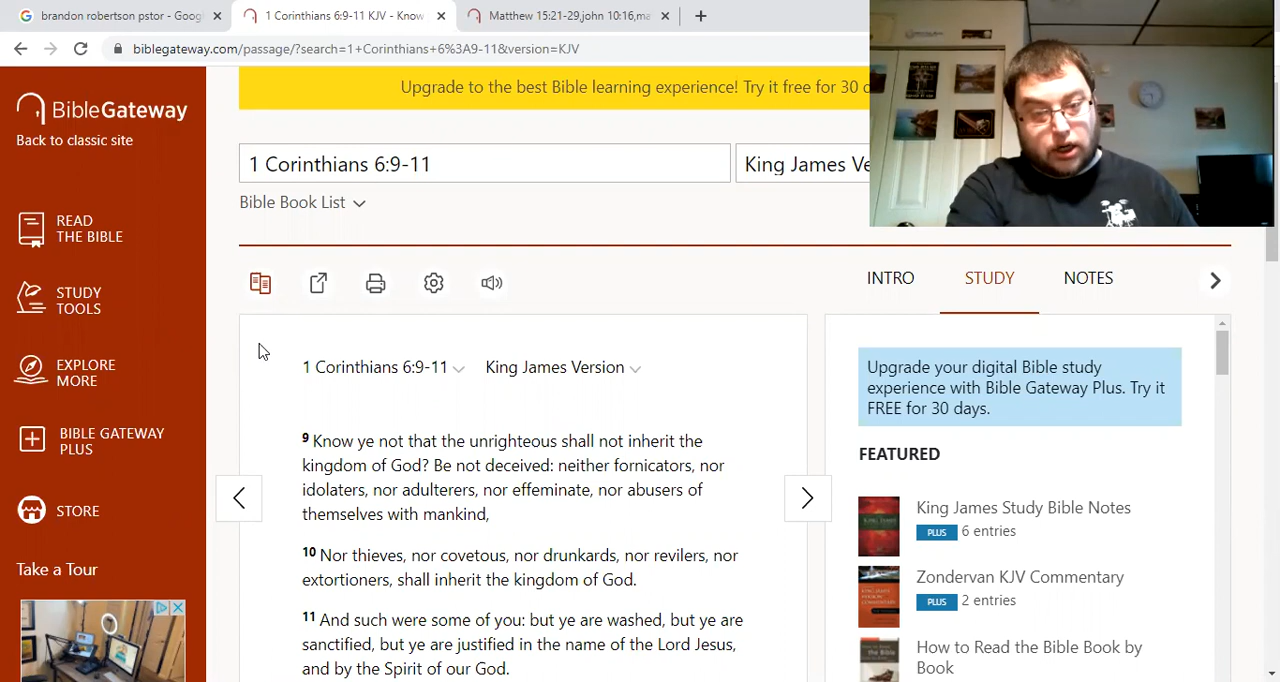 brandon robertson pstor - Goog
1 Corinthians 6:9-11 KJV - Know
Matthew 15:21-29,john 10:16,ma
biblegateway.com/passage/?search=1+Corinthians+6%3A9-11&version=KJV
Upgrade to the best Bible learning experience! Try it free for 30 d
BibleGateway
Back to classic site
1 Corinthians 6:9-11
King James Ve
Bible Book List
READ
THE BIBLE
STUDY
TOOLS
EXPLORE
MORE
BIBLE GATEWAY
PLUS
STORE
Take a Tour
INTRO
STUDY
NOTES
1 Corinthians 6:9-11
King James Version
9 Know ye not that the unrighteous shall not inherit the
kingdom of God? Be not deceived: neither fornicators, nor
idolaters, nor adulterers, nor effeminate, nor abusers of
themselves with mankind,
10 Nor thieves, nor covetous, nor drunkards, nor revilers, nor
extortioners, shall inherit the kingdom of God.
11 And such were some of you: but ye are washed, but ye are
sanctified, but ye are justified in the name of the Lord Jesus,
and by the Spirit of our God.
Upgrade your digital Bible study
experience with Bible Gateway Plus. Try it
FREE for 30 days.
FEATURED
King James Study Bible Notes
PLUS 6 entries
Zondervan KJV Commentary
PLUS 2 entries
How to Read the Bible Book by
Book